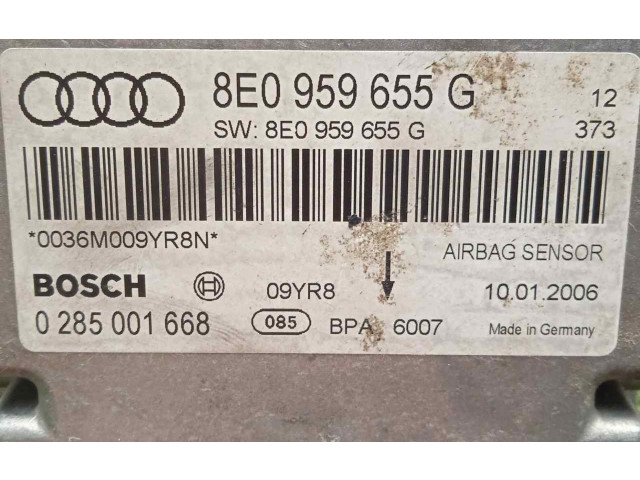 8E0 959 655 G 12
SW: 8E0 959 655 G 373
*0036M009YR8N*
AIRBAG SENSOR
BOSCH 09YR8 10.01.2006
0 285 001 668 085 BPA 6007 Made in Germany